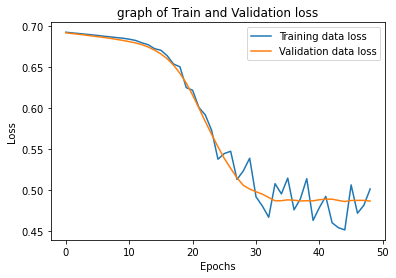 graph of Train and Validation loss
Training data loss
Validation data loss
Loss
0.70
0.65
0.60
0.55
0.50
0.45
0 10 20 30 40 50
Epochs